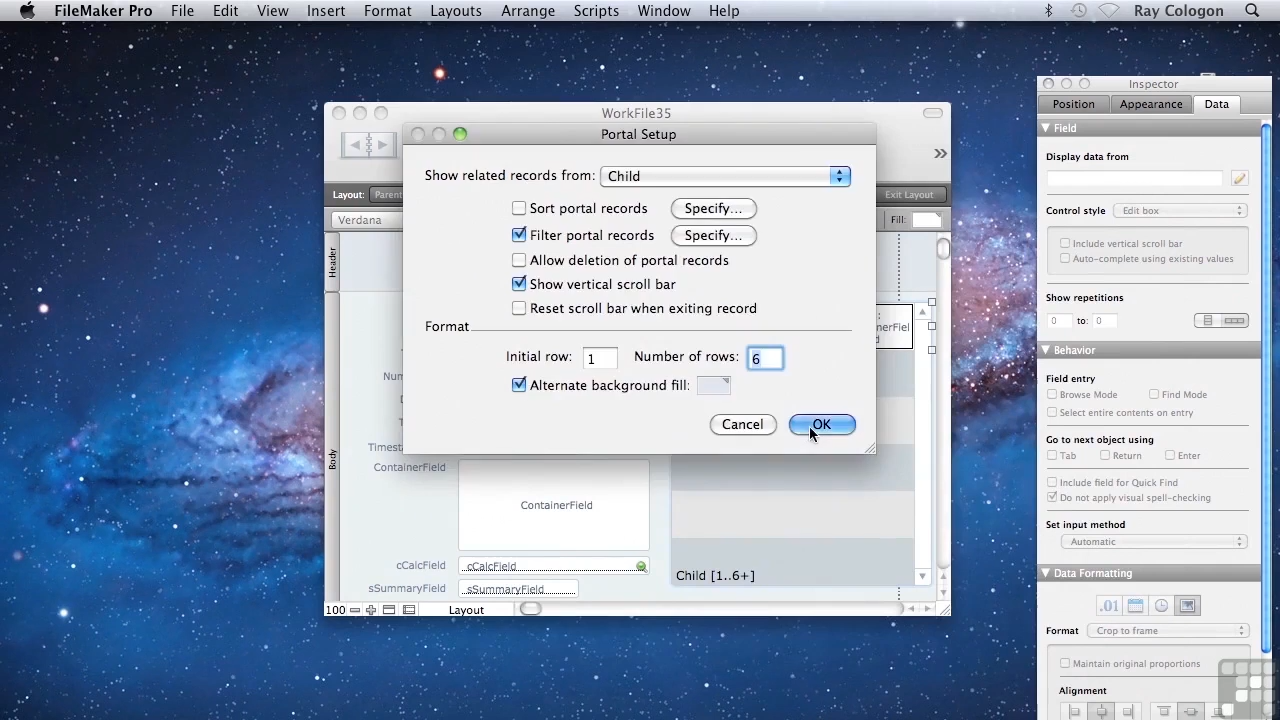 FileMaker Pro File Edit View Insert Format Layouts Arrange Scripts Window Help Ray Cologon
Inspector
Position Appearance Data
WorkFile35
Portal Setup
Field
Display data from
Show related records from: Child
Layout: Parent
Exit Layout
Sort portal records Specify...
Control style Edit box
Verdana
Fill:
Filter portal records Specify...
Include vertical scroll bar
Auto-complete using existing values
Allow deletion of portal records
Header
Show vertical scroll bar
Show repetitions
Reset scroll bar when exiting record
0 to: 0
Format
Behavior
Initial row: 1 Number of rows: 6
Field entry
Browse Mode Find Mode
Alternate background fill:
Select entire contents on entry
Cancel OK
Go to next object using
Tab Return Enter
Body
ContainerField
Include field for Quick Find
Do not apply visual spell-checking
ContainerField
Set input method
Automatic
cCalcField cCalcField
Child [1..6+]
Data Formatting
sSummaryField sSummaryField
.01
100 Layout
Format Crop to frame
Maintain original proportions
Alignment